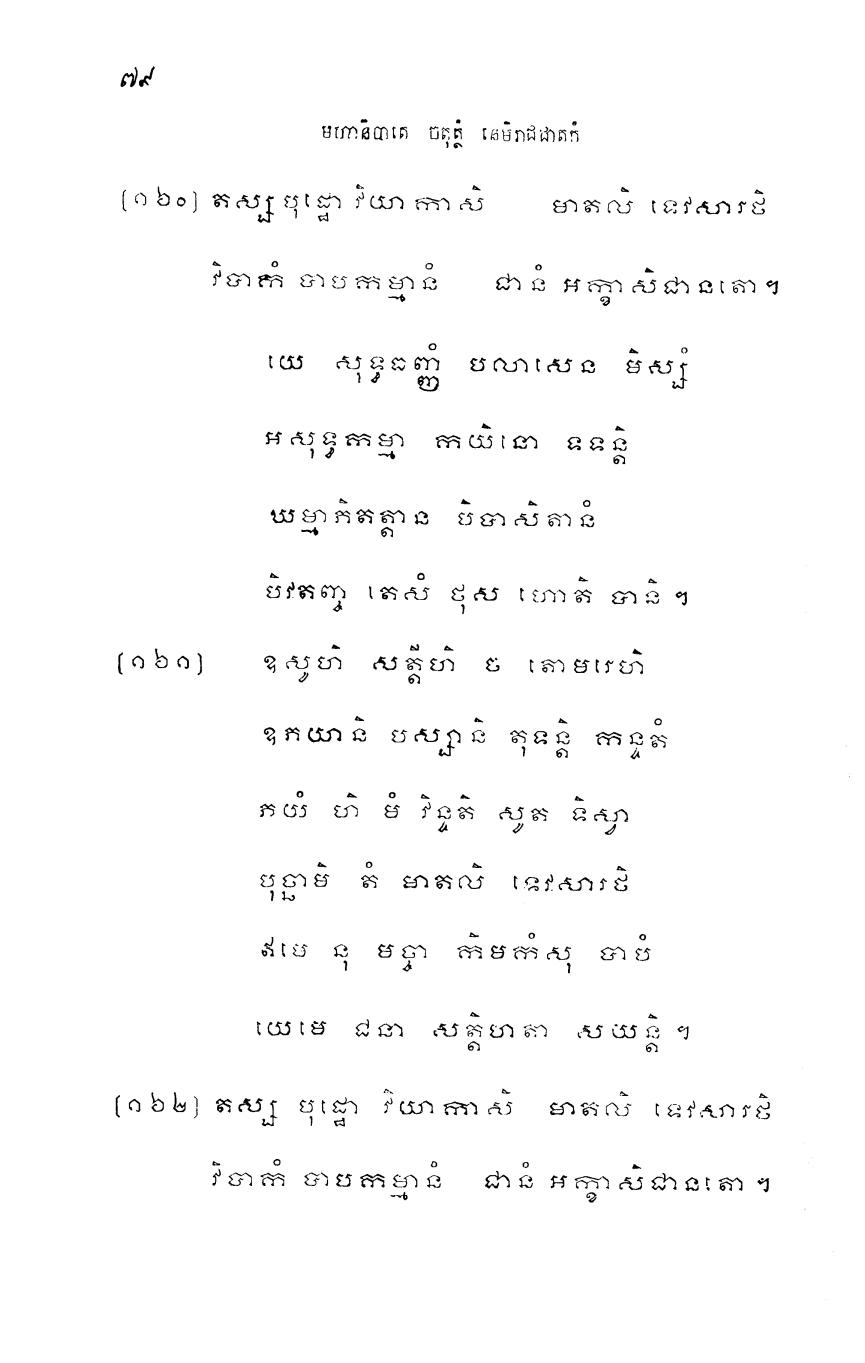 ៧៩
មហានិបាតេ ចតុត្ថំ នេមិរាជជាតកំ
(១៦០) តស្ស បុដ្ឋោ វិយាកាសិ មាតលិ ទេវសារថិ
វិបាកំ បាបកម្មានំ ជានំ អក្ខាសិជានតោ។
យេ សុទ្ធធញ្ញំ បលាសេន មិស្សំ
អសុទ្ធកម្មា កយិនោ ទទន្តិ
ឃម្មាភិតត្តាន បិបាសិតានំ
បិវតញ្ច តេសំ ថុស ហោតិ បានិ ។
(១៦១) ឧសូហិ សត្តីហិ ច តោមរេហិ
ឧភយានិ បស្សានិ តុទន្តិ កន្ទតំ
ភយំ ហិ មំ វិន្ទតិ សូត ទិស្វា
បុច្ឆាមិ តំ មាតលិ ទេវសារថិ
ឥមេ នុ មច្ចា កិមកំសុ បាបំ
យេមេ ជនា សត្តិហតា សយន្តិ ។
(១៦២) តស្ស បុដ្ឋោ វិយាកាសិ មាតលិ ទេវសារថិ
វិបាកំ បាបកម្មានំ ជានំ អក្ខាសិជានតោ ។